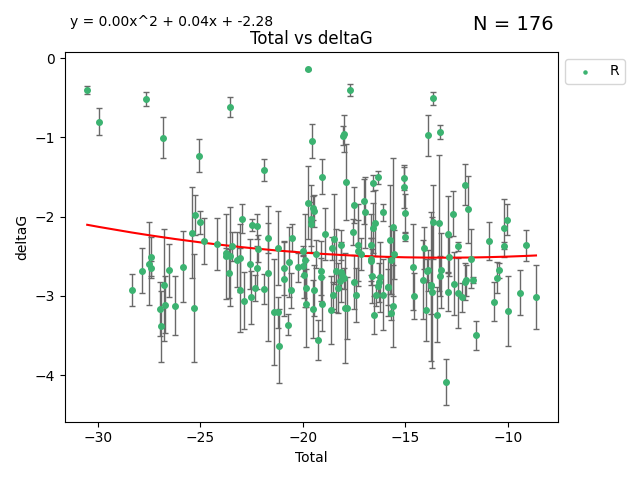 y = 0.00x^2 + 0.04x + -2.28
N = 176
Total vs deltaG
R
deltaG
0
−1
−2
−3
−4
−30
−25
−20
−15
−10
Total